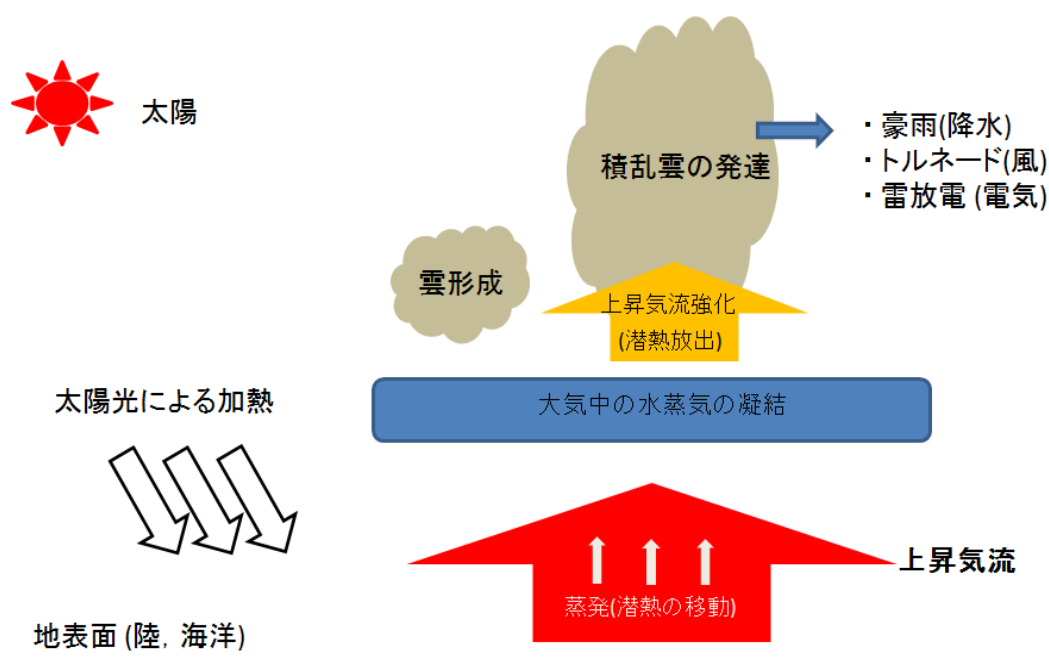 太陽
積乱雲の発達
・豪雨(降水)
・トルネード(風)
・雷放電 (電気)
雲形成
上昇気流強化
(潜熱放出)
太陽光による加熱
大気中の水蒸気の凝結
上昇気流
蒸発(潜熱の移動)
地表面 (陸, 海洋)